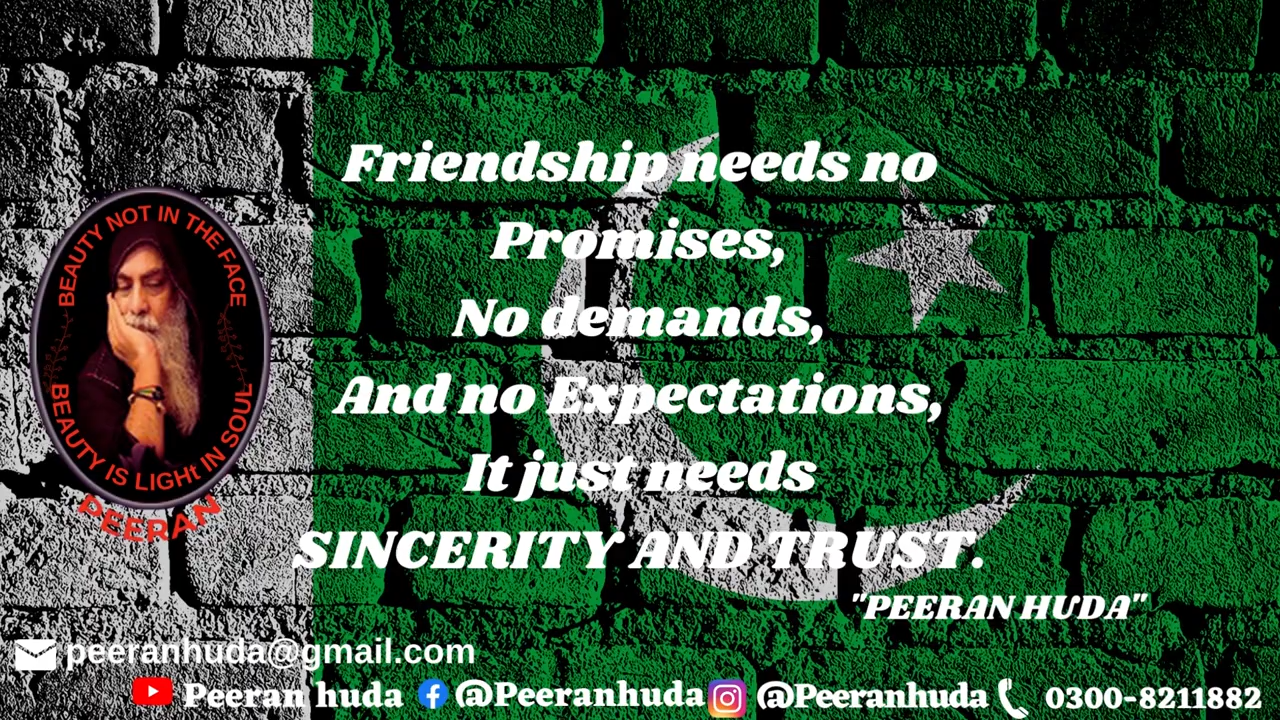 Friendship needs no
Promises,
No demands,
And no Expectations,
It just needs
SINCERITY AND TRUST.
"PEERAN HUDA"
BEAUTY NOT IN THE FACE
BEAUTY IS LIGHt IN SOUL
PEERAN
peeranhuda@gmail.com
Peeran huda @Peeranhuda @Peeranhuda 0300-8211882